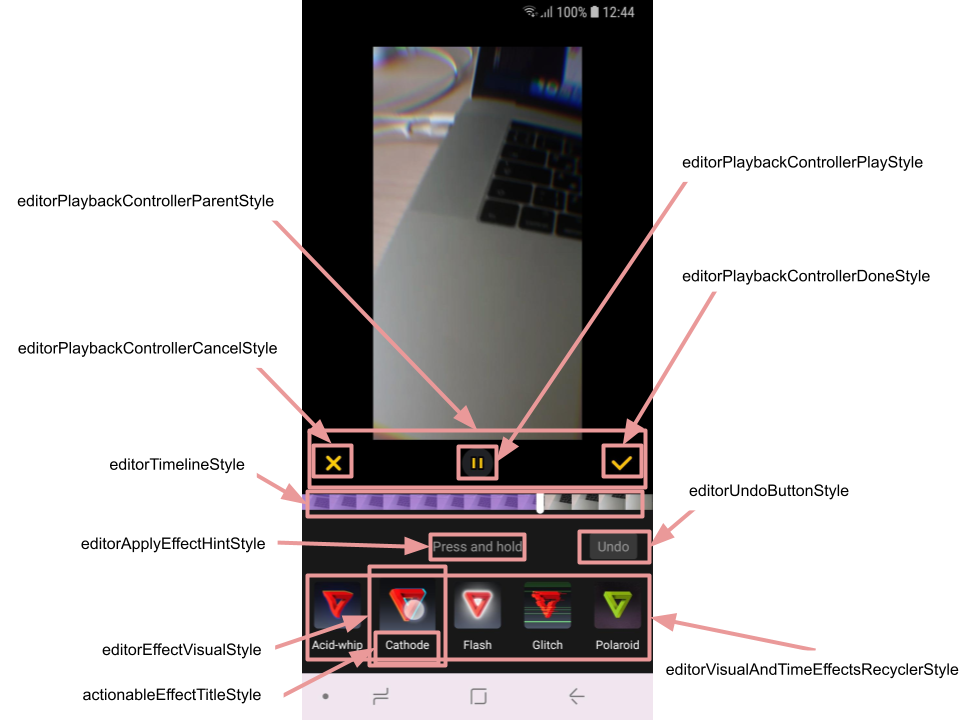 100% 12:44
editorPlaybackControllerPlayStyle
editorPlaybackControllerParentStyle
editorPlaybackControllerDoneStyle
editorPlaybackControllerCancelStyle
editorTimelineStyle
editorUndoButtonStyle
editorApplyEffectHintStyle
Press and hold
Undo
Acid-whip
Cathode
Flash
Glitch
Polaroid
editorEffectVisualStyle
editorVisualAndTimeEffectsRecyclerStyle
actionableEffectTitleStyle